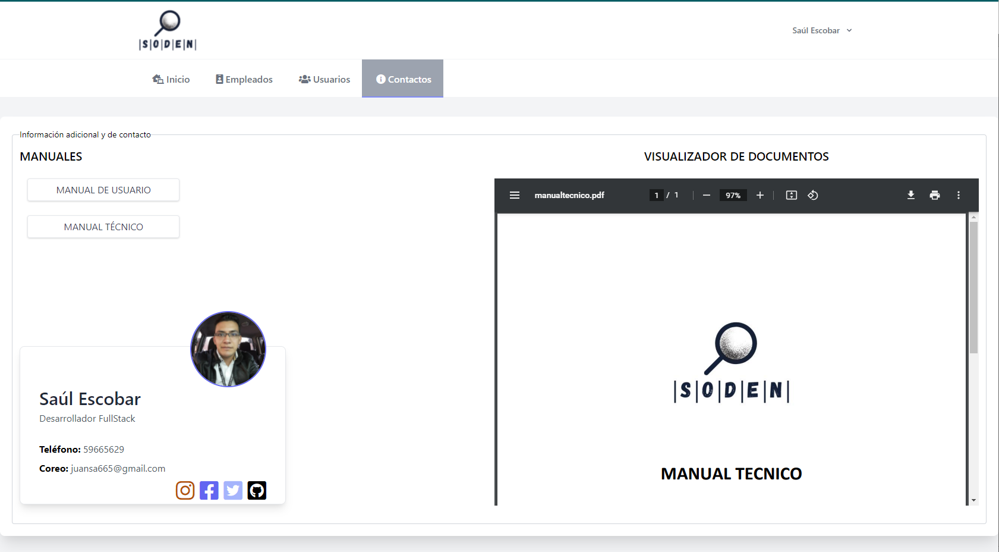 |S|O|D|E|N|
Saúl Escobar
Inicio
Empleados
Usuarios
Contactos
Información adicional y de contacto
MANUALES
MANUAL DE USUARIO
MANUAL TÉCNICO
Saúl Escobar
Desarrollador FullStack
Teléfono: 59665629
Coreo: juansa665@gmail.com
VISUALIZADOR DE DOCUMENTOS
manualtecnico.pdf
1 / 1
97%
|S|O|D|E|N|
MANUAL TECNICO